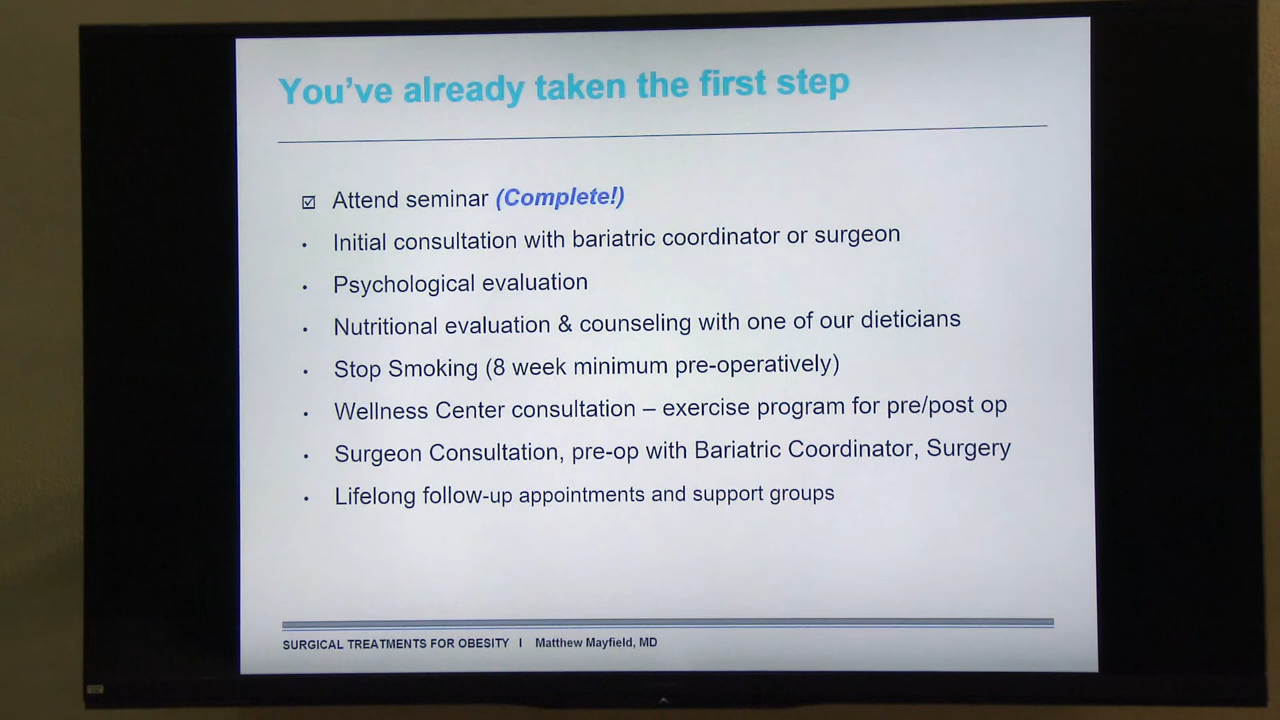 You've already taken the first step
☑ Attend seminar (Complete!)
• Initial consultation with bariatric coordinator or surgeon
• Psychological evaluation
• Nutritional evaluation & counseling with one of our dieticians
• Stop Smoking (8 week minimum pre-operatively)
• Wellness Center consultation – exercise program for pre/post op
• Surgeon Consultation, pre-op with Bariatric Coordinator, Surgery
• Lifelong follow-up appointments and support groups
SURGICAL TREATMENTS FOR OBESITY I Matthew Mayfield, MD